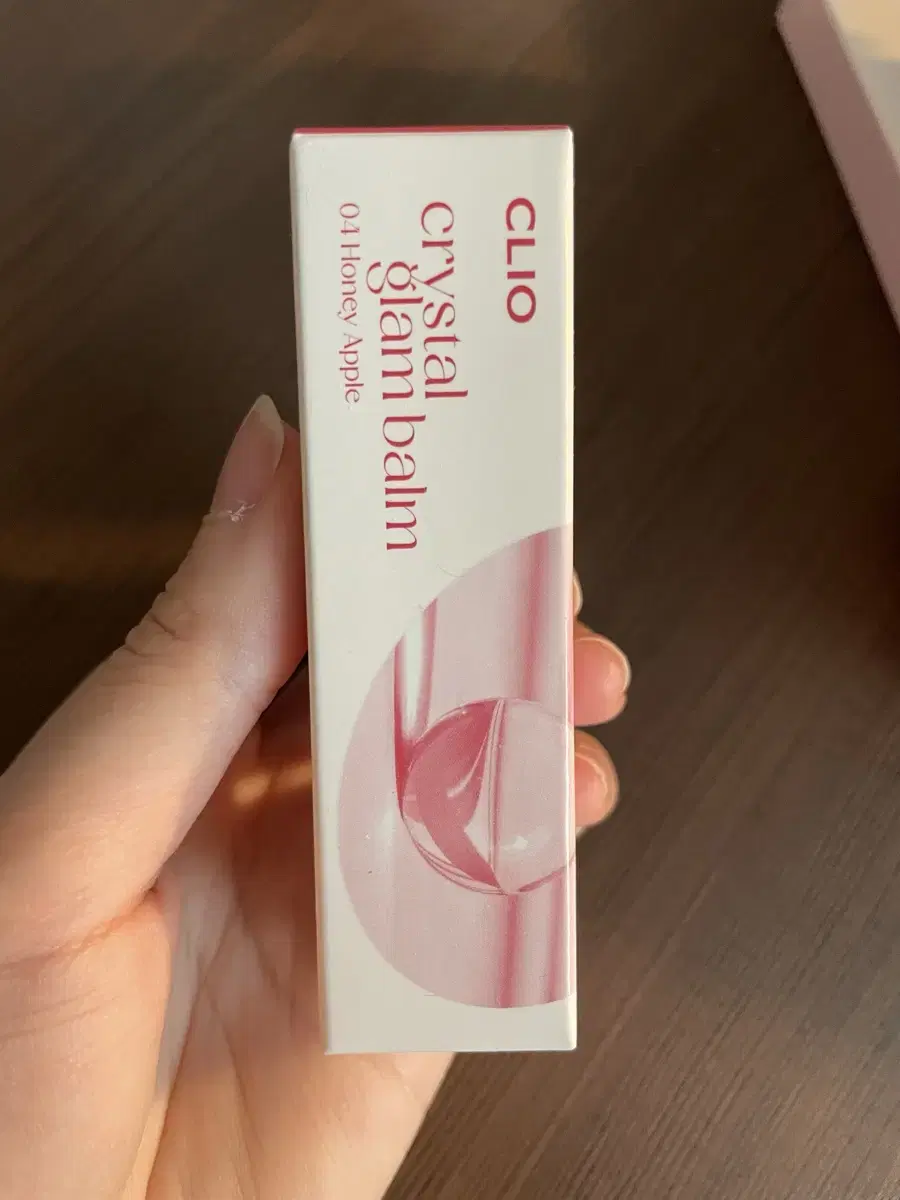 CLIO
crystal
glam balm
04 Honey Apple